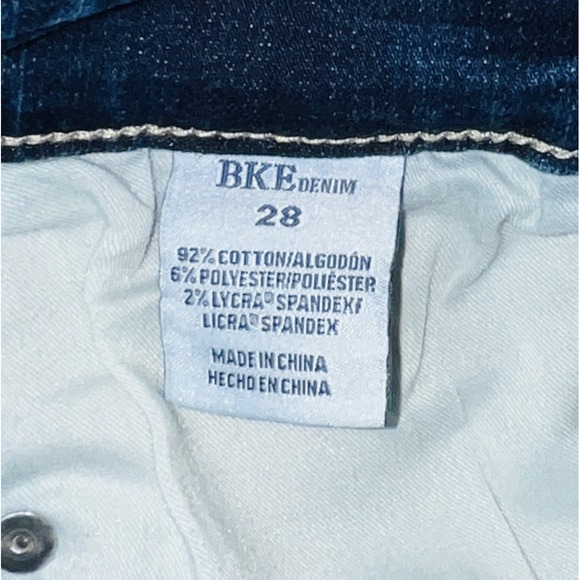 BKE DENIM
28
92% COTTON/ALGODÓN
6% POLYESTER/POLIÉSTER
2% LYCRA® SPANDEX/
LICRA® SPANDEX
MADE IN CHINA
HECHO EN CHINA